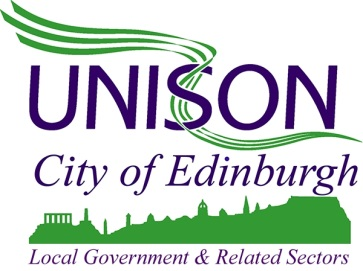 UNISON
City of Edinburgh
Local Government & Related Sectors